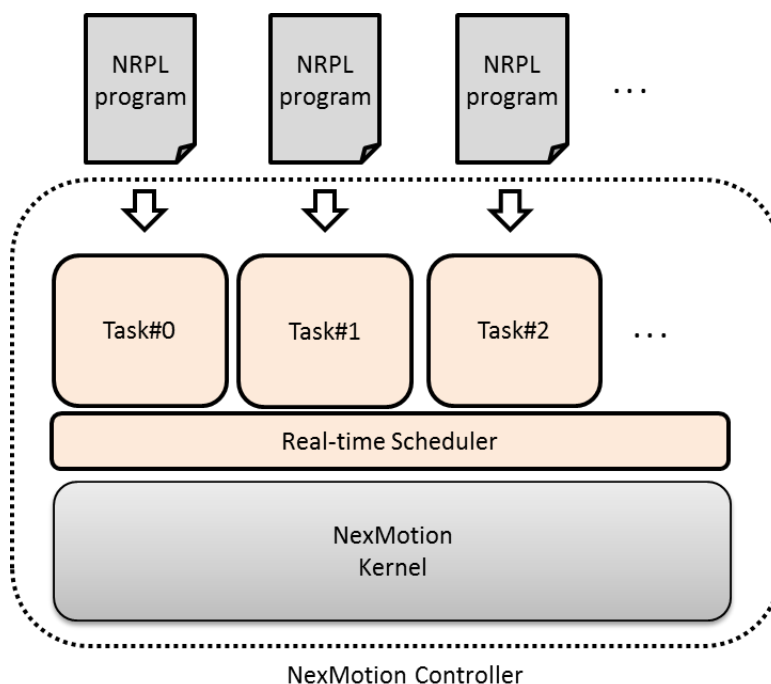 NRPL
program
NRPL
program
NRPL
program
...
Task#0
Task#1
Task#2
...
Real-time Scheduler
NexMotion
Kernel
NexMotion Controller